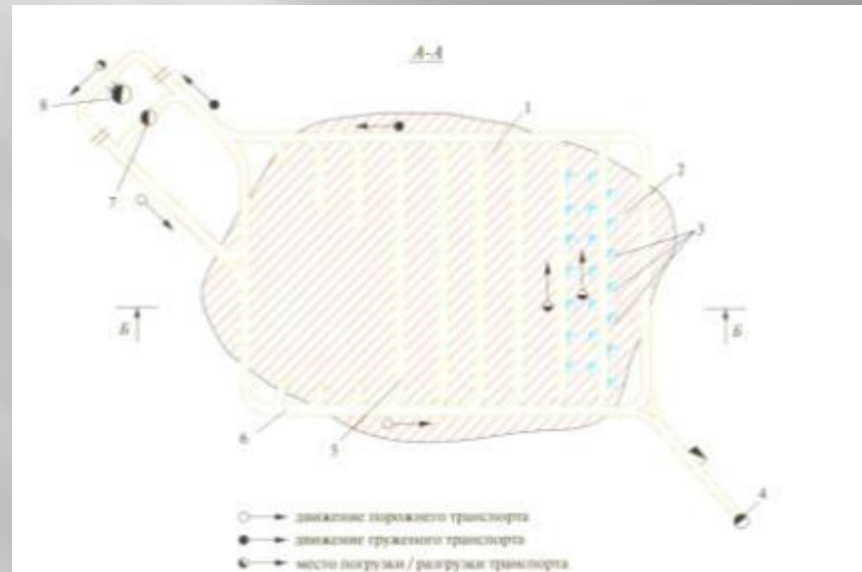 А-А
8
1
2
7
3
Б
Б
6
5
4
движение порожнего транспорта
движение груженого транспорта
место погрузки / разгрузки транспорта